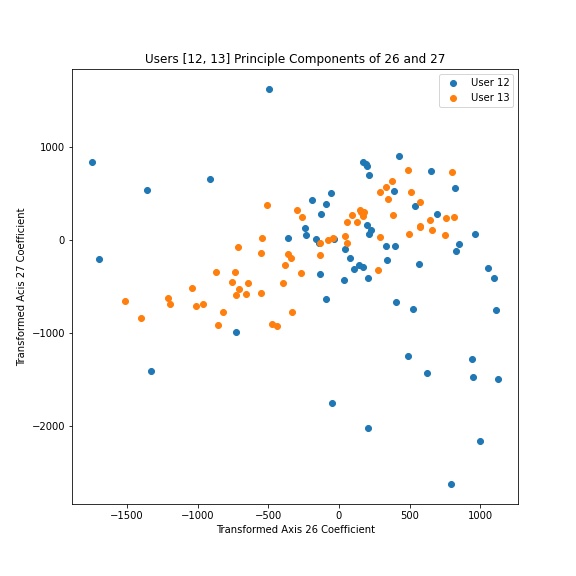 Users [12, 13] Principle Components of 26 and 27
User 12
User 13
Transformed Acis 27 Coefficient
1000
0
−1000
−2000
−1500
−1000
−500
0
500
1000
Transformed Axis 26 Coefficient